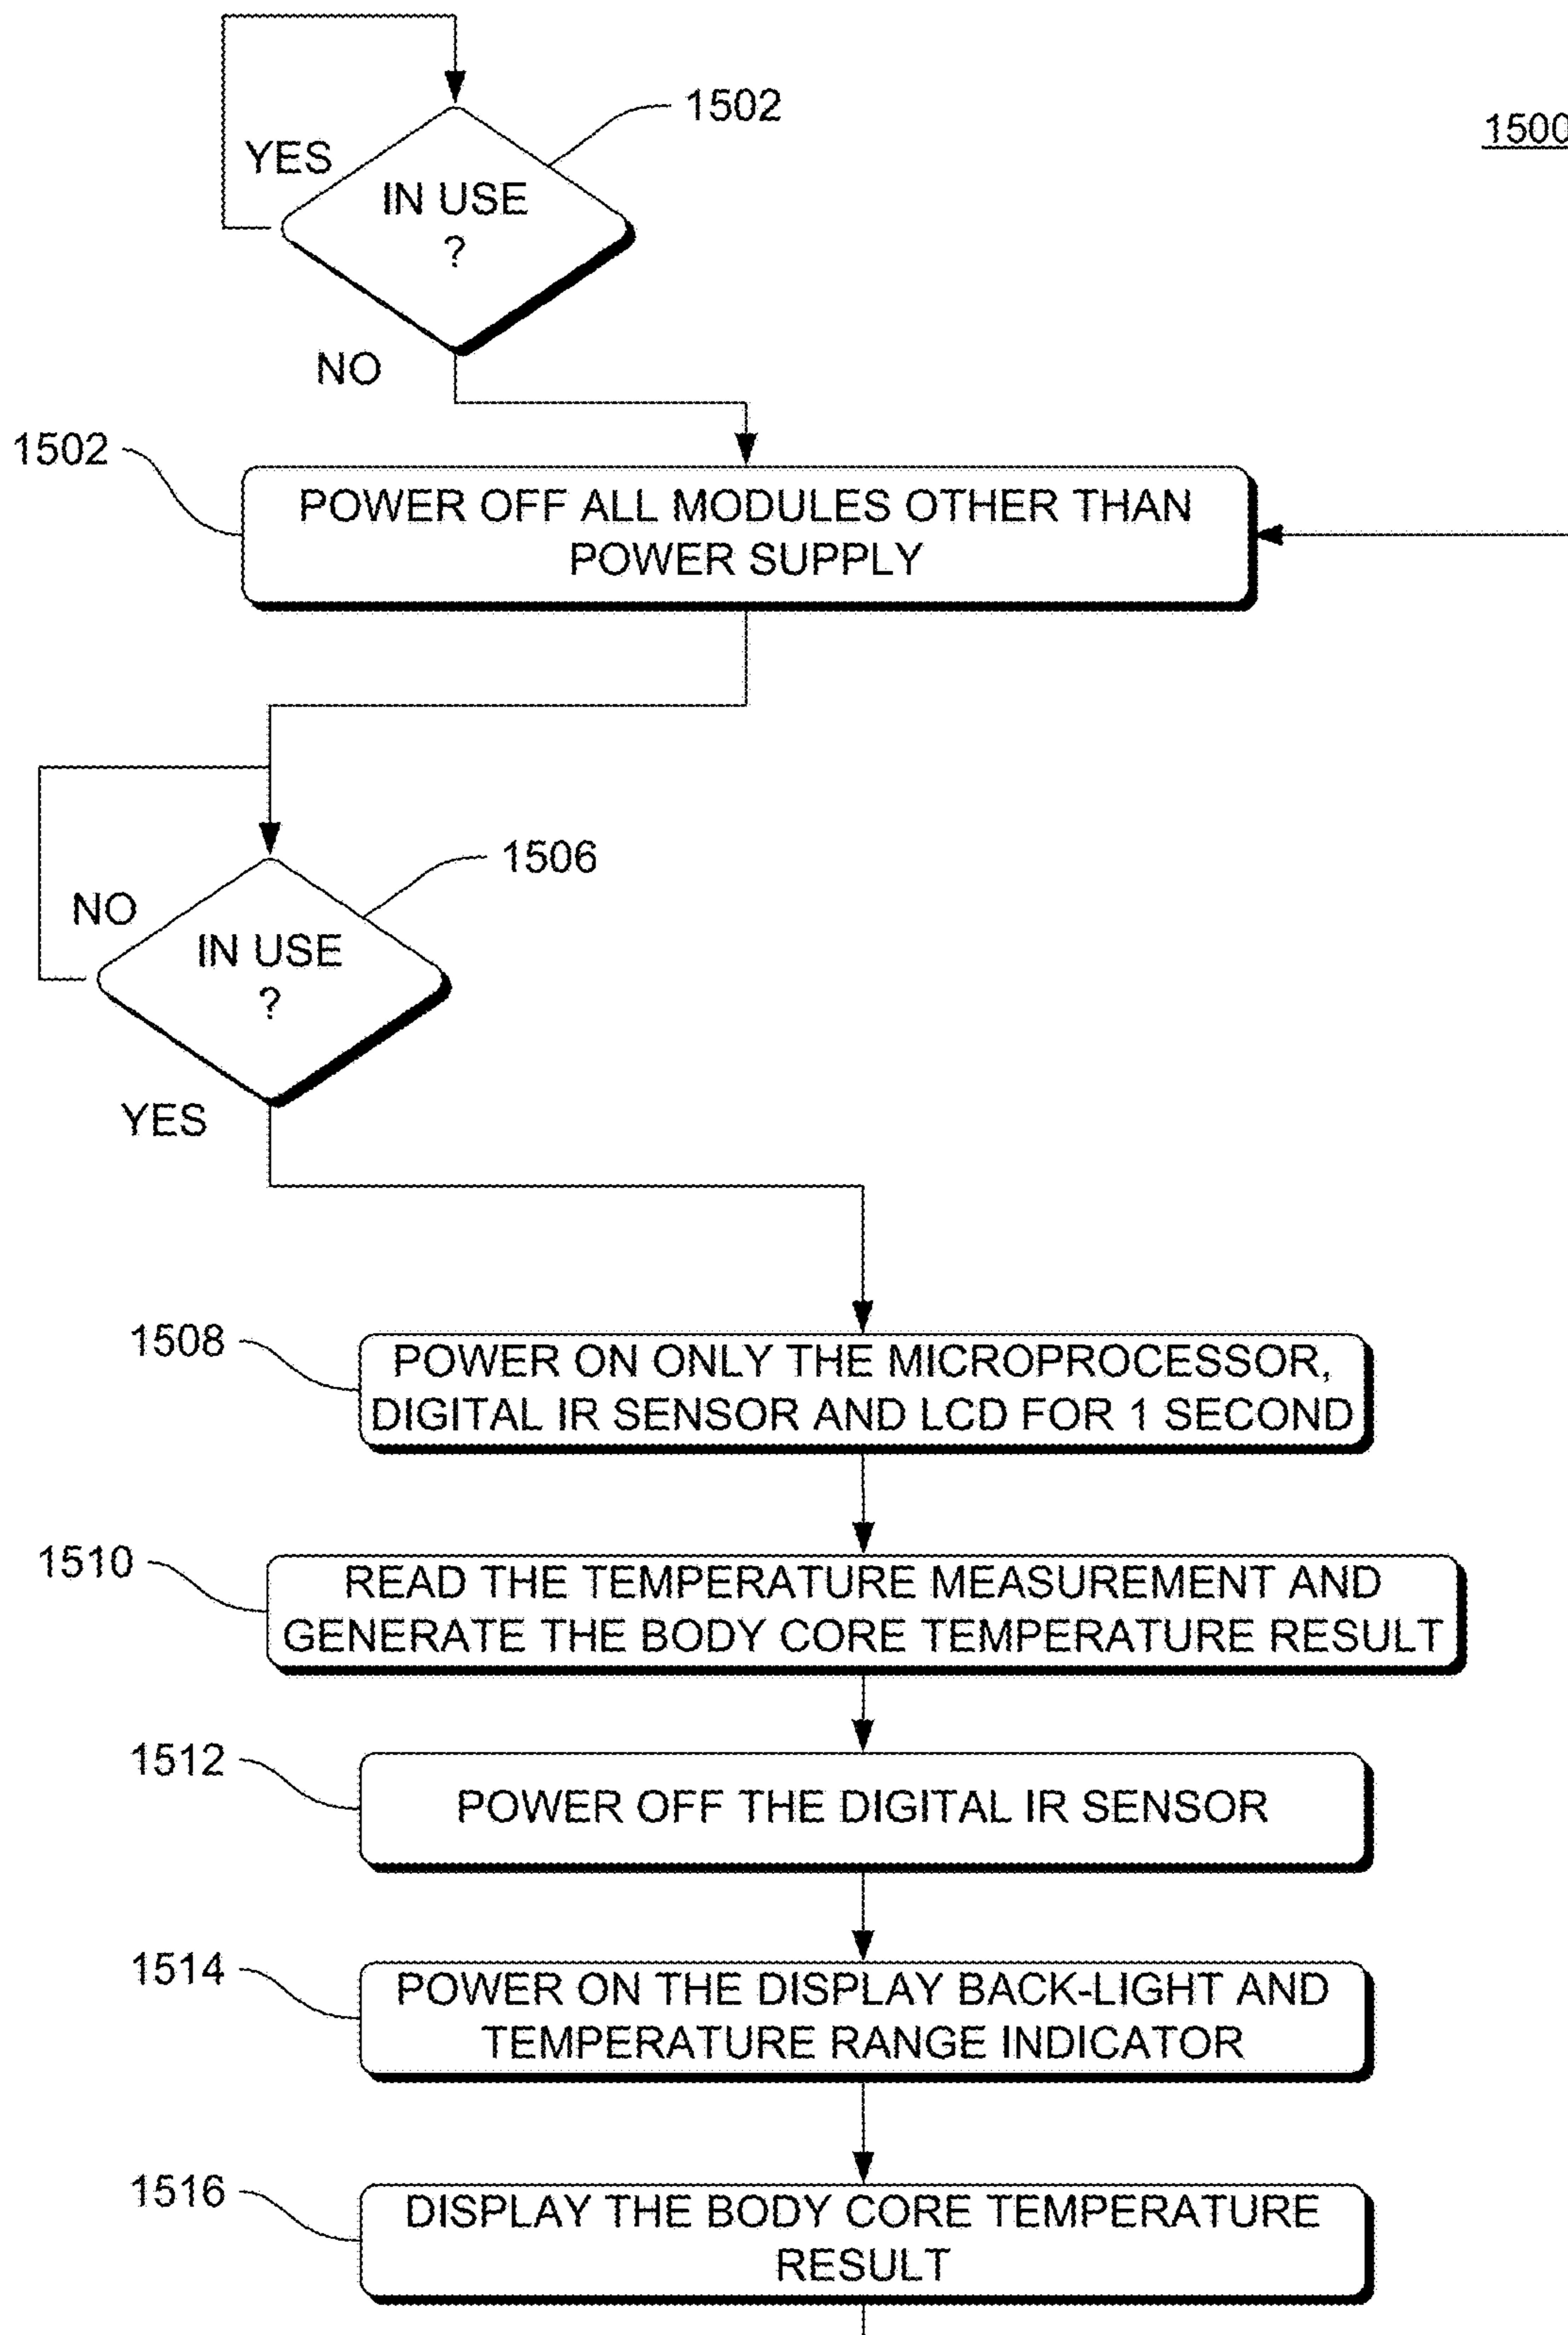 1502
1500
YES
IN USE
?
NO
1502
POWER OFF ALL MODULES OTHER THAN
POWER SUPPLY
1506
NO
IN USE
?
YES
1508
POWER ON ONLY THE MICROPROCESSOR,
DIGITAL IR SENSOR AND LCD FOR 1 SECOND
1510
READ THE TEMPERATURE MEASUREMENT AND
GENERATE THE BODY CORE TEMPERATURE RESULT
1512
POWER OFF THE DIGITAL IR SENSOR
1514
POWER ON THE DISPLAY BACK-LIGHT AND
TEMPERATURE RANGE INDICATOR
1516
DISPLAY THE BODY CORE TEMPERATURE
RESULT